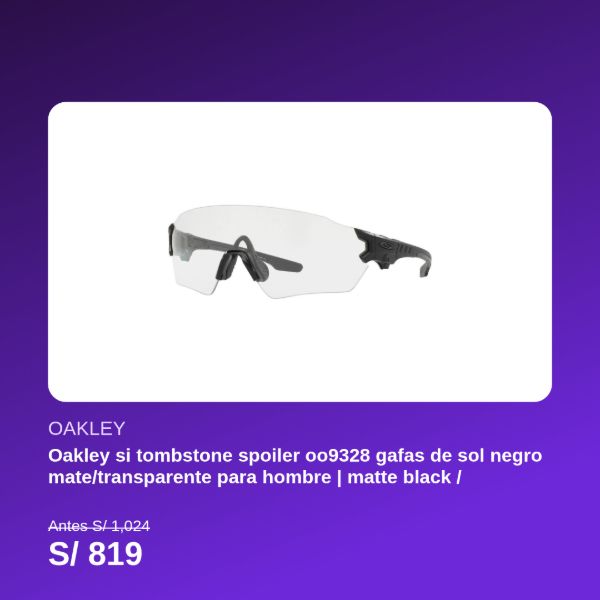 OAKLEY
Oakley si tombstone spoiler oo9328 gafas de sol negro
mate/transparente para hombre | matte black /
Antes S/ 1,024
S/ 819